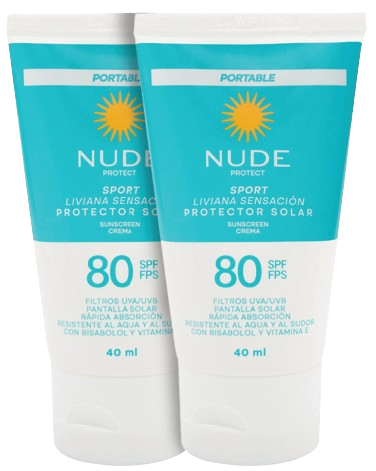 PORTABLE
NUDE
PROTECT
SPORT
LIVIANA SENSACIÓN
PROTECTOR SO
SUNSCREEN
CREMA
80 SPF
FPS
FILTROS UVA/UVB
PANTALLA SOLAR
RÁPIDA ABSORCIÓN
RESISTENTE AL AGUA Y AL SUDOR
CON BISABOLOL Y VITAMINA
40 ml
PORTABLE
NUDE
PROTECT
SPORT
LIVIANA SENSACIÓN
PROTECTOR SOLAR
SUNSCREEN
CREMA
80 SPF
FPS
FILTROS UVA/UVB
PANTALLA SOLAR
RÁPIDA ABSORCIÓN
RESISTENTE AL AGUA Y AL SUDOR
CON BISABOLOL Y VITAMINA E
40 ml